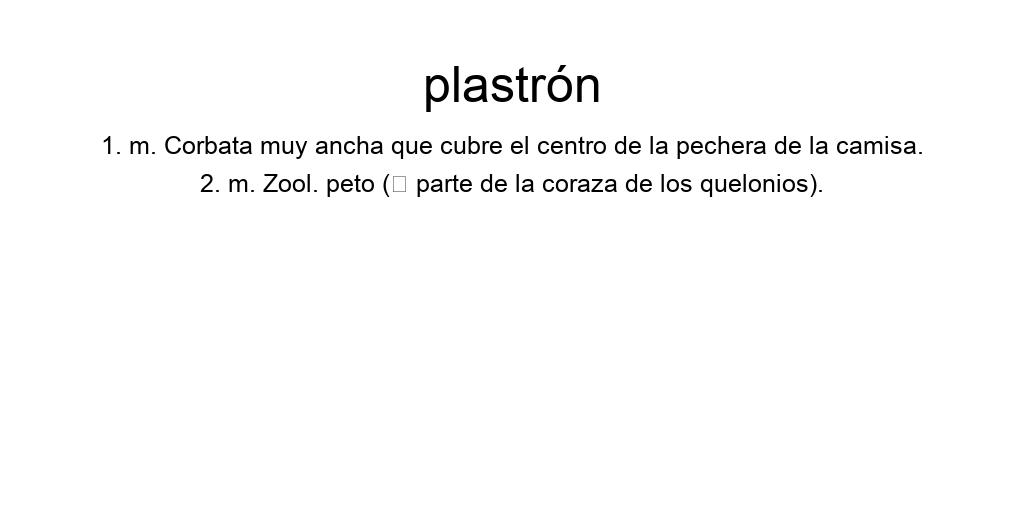 plastrón
1. m. Corbata muy ancha que cubre el centro de la pechera de la camisa.
2. m. Zool. peto (□ parte de la coraza de los quelonios).